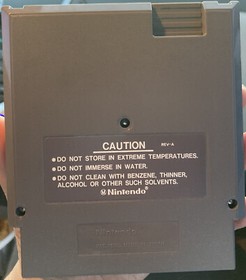 CAUTION REV-A
• DO NOT STORE IN EXTREME TEMPERATURES.
• DO NOT IMMERSE IN WATER.
• DO NOT CLEAN WITH BENZENE, THINNER,
ALCOHOL OR OTHER SUCH SOLVENTS.
Nintendo®
Nintendo